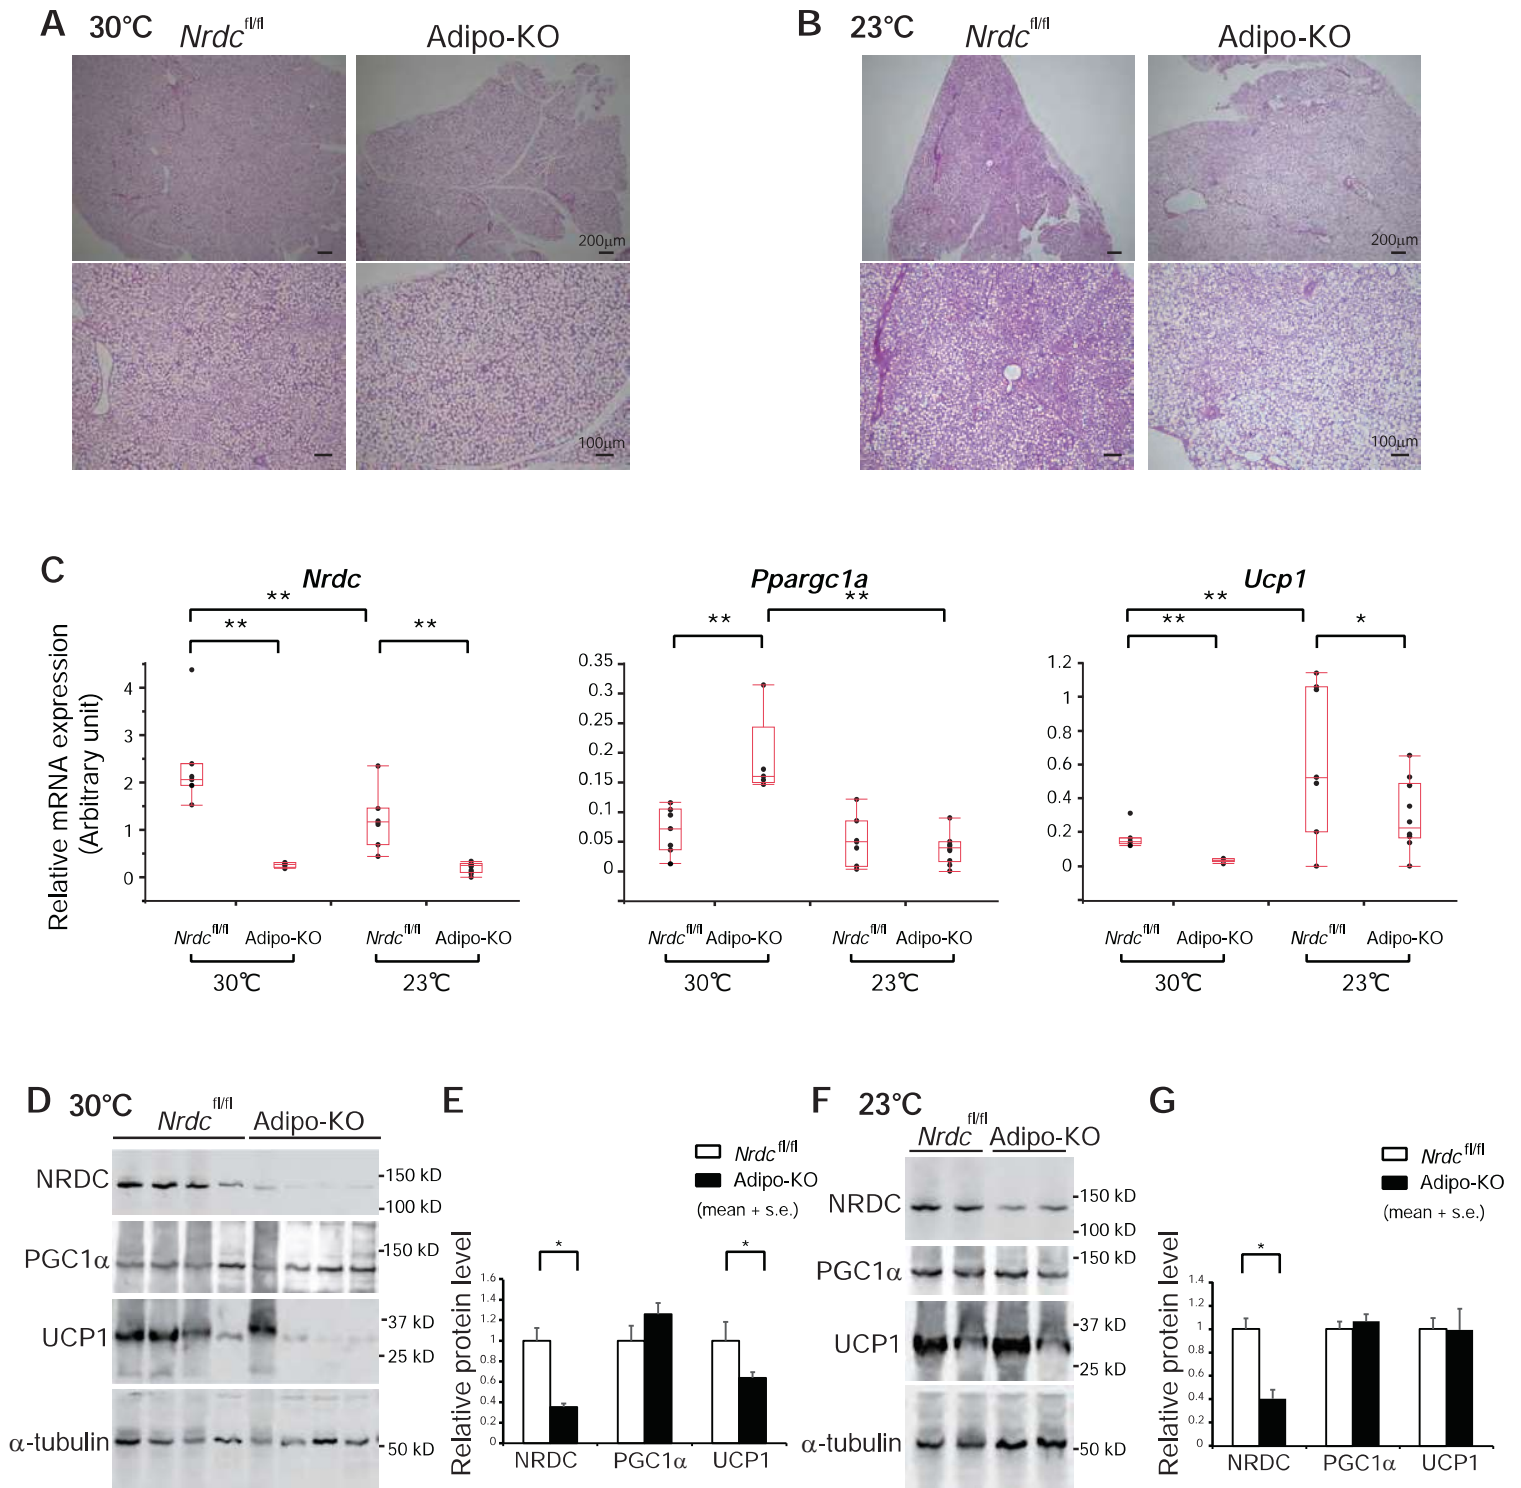 A 30°C Nrdc fl/fl Adipo-KO
200μm
100μm
B 23°C Nrdc fl/fl Adipo-KO
200μm
100μm
C
Relative mRNA expression
(Arbitrary unit)
Nrdc
** ** **
4
3
2
1
0
Nrdc fl/fl Adipo-KO Nrdc fl/fl Adipo-KO
30℃ 23℃
Ppargc1a
** **
0.35
0.3
0.25
0.2
0.15
0.1
0.05
0
Nrdc fl/fl Adipo-KO Nrdc fl/fl Adipo-KO
30℃ 23℃
Ucp1
** ** *
1.2
1
0.8
0.6
0.4
0.2
0
Nrdc fl/fl Adipo-KO Nrdc fl/fl Adipo-KO
30℃ 23℃
D 30°C
Nrdc fl/fl Adipo-KO
NRDC
150 kD
100 kD
PGC1α
150 kD
UCP1
37 kD
25 kD
α-tubulin
50 kD
E
Nrdc fl/fl
Adipo-KO
(mean + s.e.)
Relative protein level
* *
1.6
1.4
1.2
1
0.8
0.6
0.4
0.2
0
NRDC PGC1α UCP1
F 23°C
Nrdc fl/fl Adipo-KO
NRDC
150 kD
100 kD
PGC1α
150 kD
UCP1
37 kD
25 kD
α-tubulin
50 kD
G
Nrdc fl/fl
Adipo-KO
(mean + s.e.)
Relative protein level
*
1.4
1.2
1
0.8
0.6
0.4
0.2
0
NRDC PGC1α UCP1